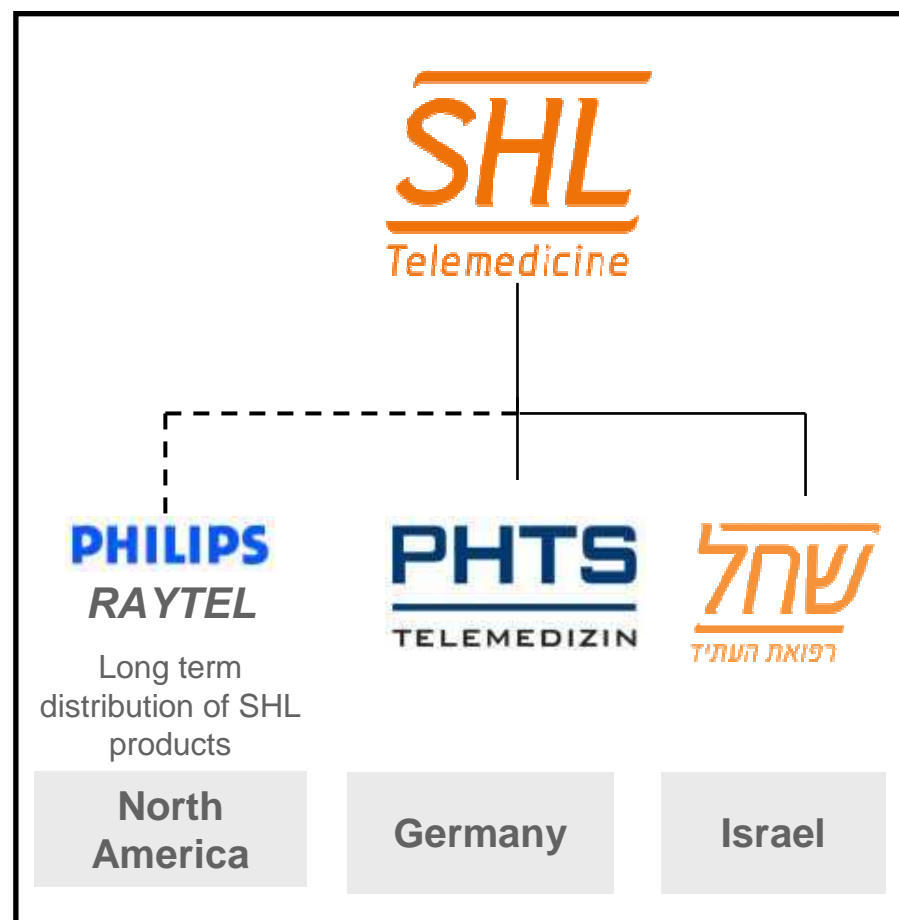 SHL
Telemedicine
PHILIPS
RAYTEL
Long term
distribution of SHL
products
North
America
PHTS
TELEMEDIZIN
Germany
שחל
רפואת העתיד
Israel